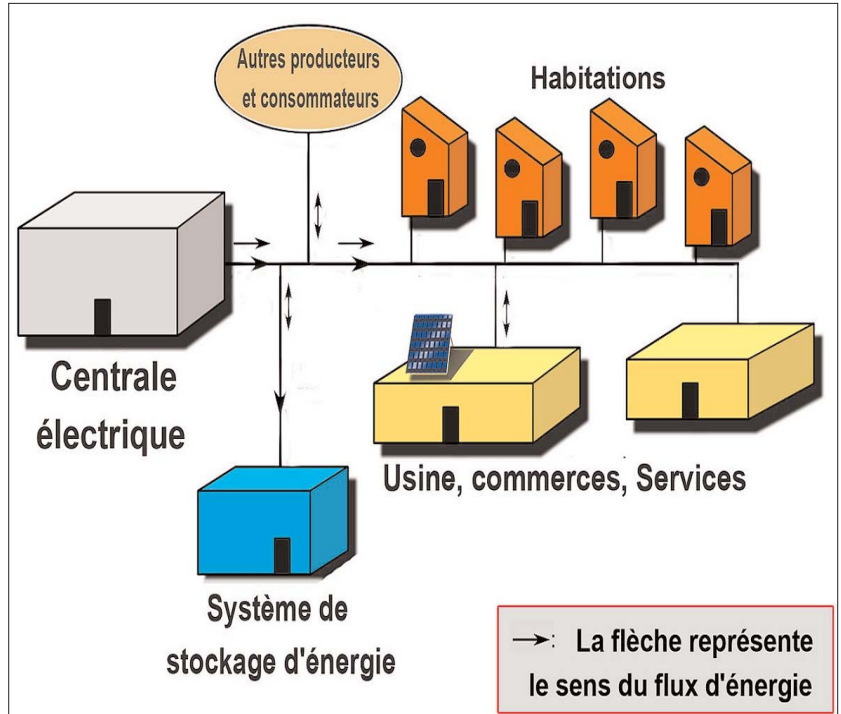 Autres producteurs
et consommateurs
Habitations
Centrale
électrique
Usine, commerces, Services
Système de
stockage d'énergie
: La flèche représente
le sens du flux d'énergie